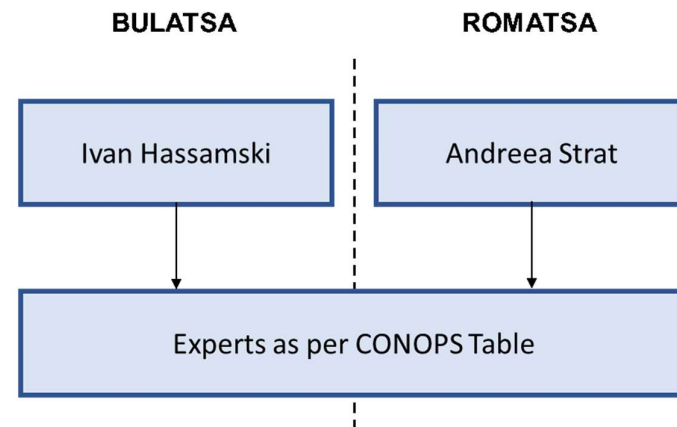 BULATSA
ROMATSA
Ivan Hassamski
Andreea Strat
Experts as per CONOPS Table